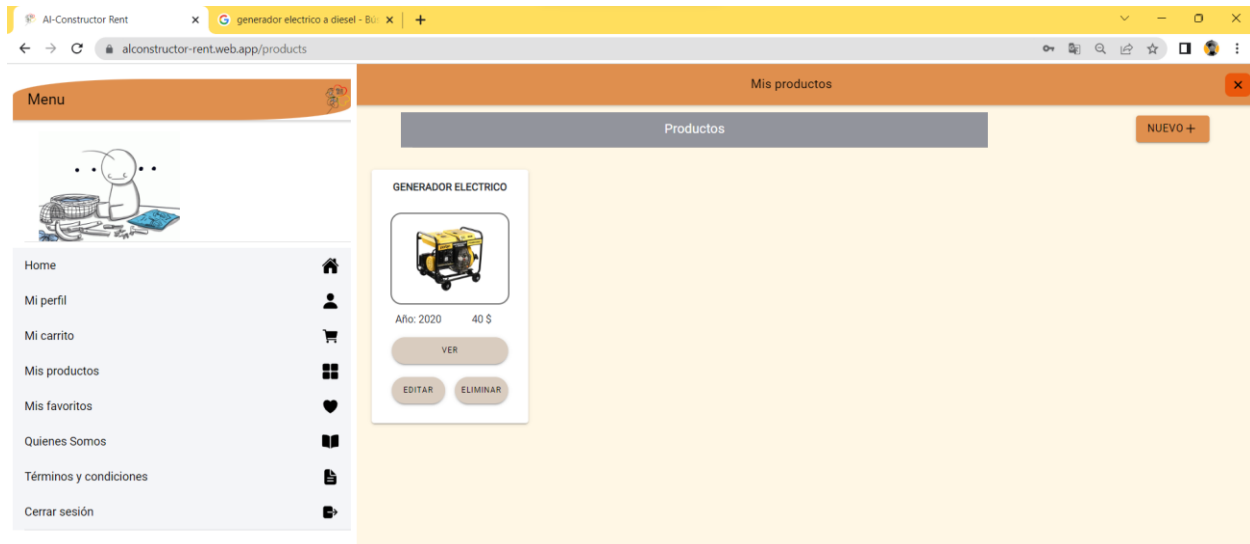 Al-Constructor Rent
generador electrico a diesel - Bús
alconstructor-rent.web.app/products
Menu
Home
Mi perfil
Mi carrito
Mis productos
Mis favoritos
Quienes Somos
Términos y condiciones
Cerrar sesión
Mis productos
Productos
NUEVO +
GENERADOR ELECTRICO
Año: 2020 40 $
VER
EDITAR ELIMINAR